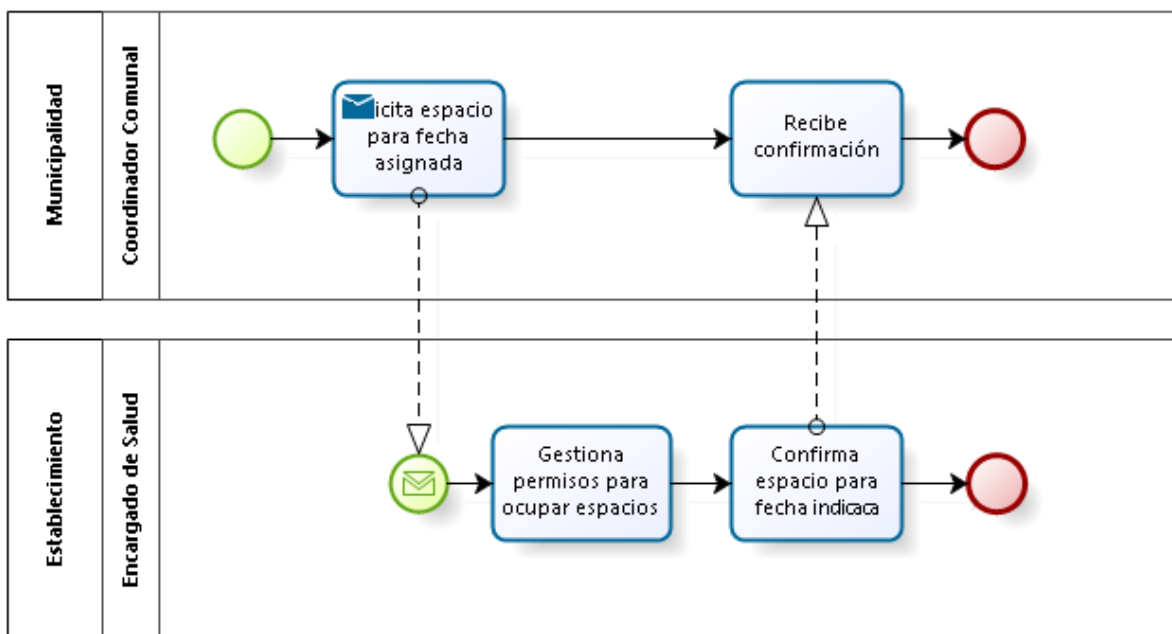 Municipalidad
Coordinador Comunal
icita espacio
para fecha
asignada
Recibe
confirmación
Establecimiento
Encargado de Salud
Gestiona
permisos para
ocupar espacios
Confirma
espacio para
fecha indicaca